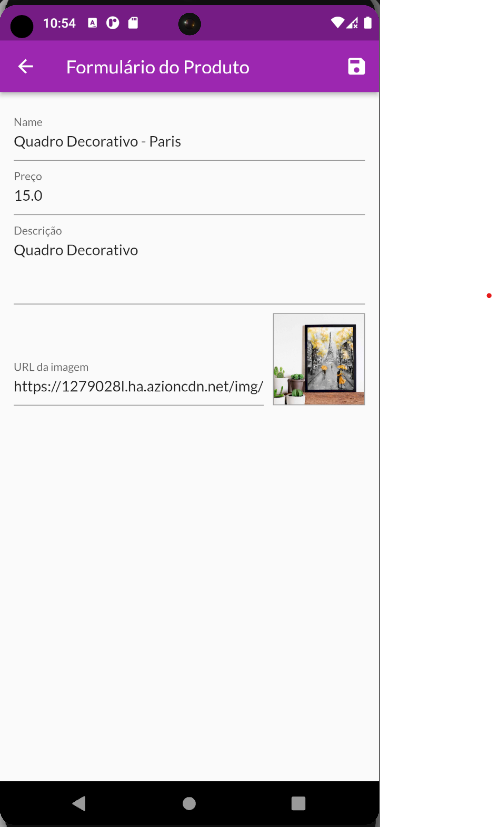 10:54
Formulário do Produto
Name
Quadro Decorativo - Paris
Preço
15.0
Descrição
Quadro Decorativo
URL da imagem
https://1279028l.ha.azioncdn.net/img/